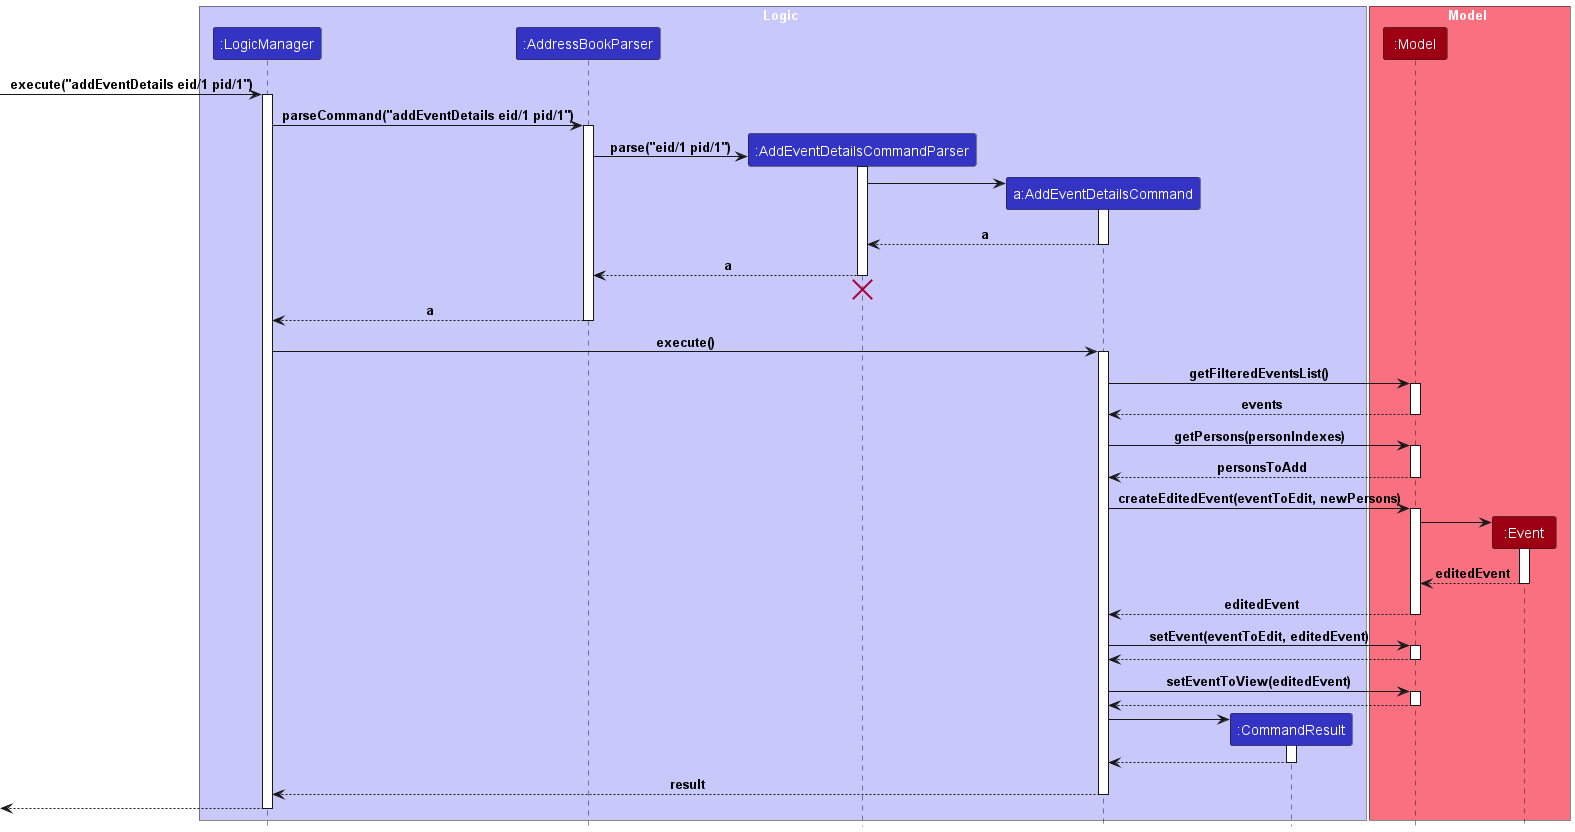 Logic
Model
:LogicManager
:AddressBookParser
:Model
execute("addEventDetails eid/1 pid/1")
parseCommand("addEventDetails eid/1 pid/1")
parse("eid/1 pid/1")
:AddEventDetailsCommandParser
a:AddEventDetailsCommand
a
a
a
execute()
getFilteredEventsList()
events
getPersons(personIndexes)
personsToAdd
createEditedEvent(eventToEdit, newPersons)
:Event
editedEvent
editedEvent
setEvent(eventToEdit, editedEvent)
setEventToView(editedEvent)
:CommandResult
result